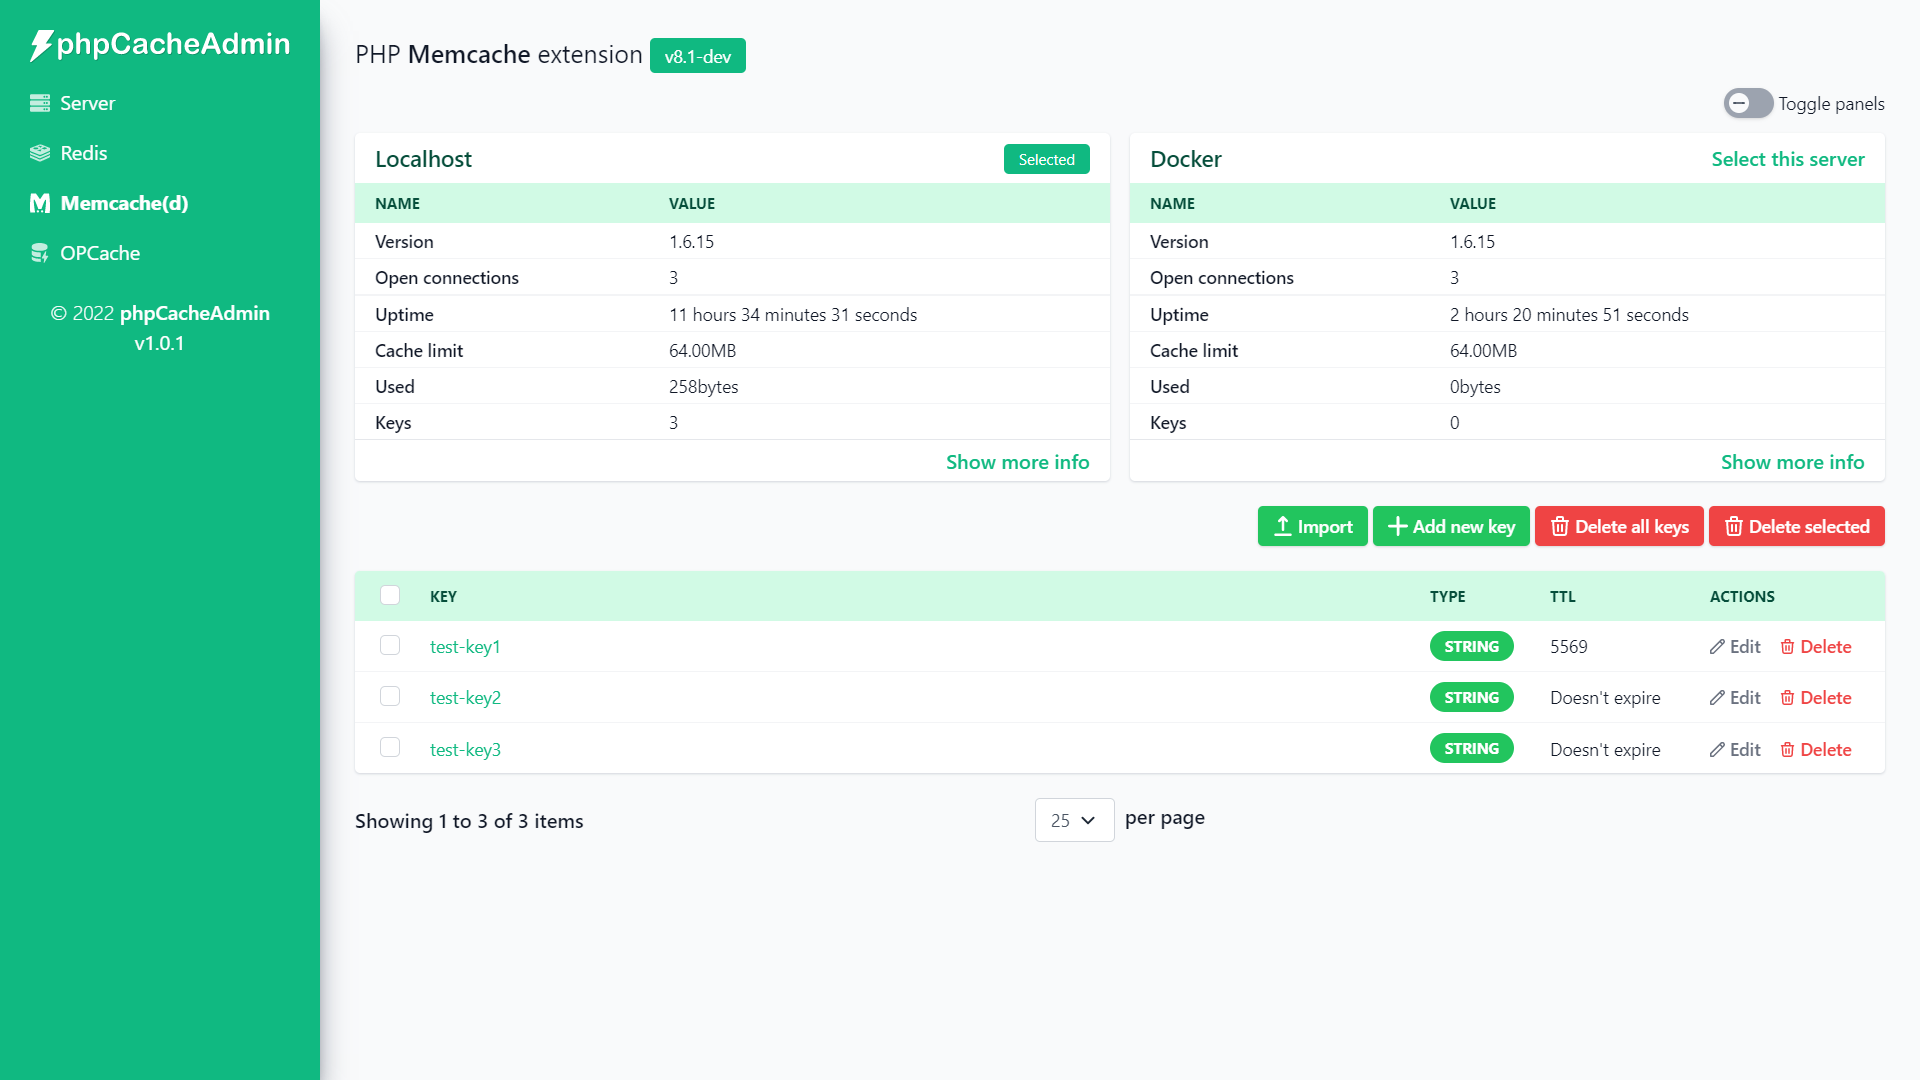 phpCacheAdmin
Server
Redis
Memcache(d)
OPCache
© 2022 phpCacheAdmin
v1.0.1
PHP Memcache extension v8.1-dev
Toggle panels
Localhost Selected
NAME VALUE
Version 1.6.15
Open connections 3
Uptime 11 hours 34 minutes 31 seconds
Cache limit 64.00MB
Used 258bytes
Keys 3
Show more info
Docker Select this server
NAME VALUE
Version 1.6.15
Open connections 3
Uptime 2 hours 20 minutes 51 seconds
Cache limit 64.00MB
Used 0bytes
Keys 0
Show more info
Import Add new key Delete all keys Delete selected
KEY TYPE TTL ACTIONS
test-key1 STRING 5569 Edit Delete
test-key2 STRING Doesn't expire Edit Delete
test-key3 STRING Doesn't expire Edit Delete
Showing 1 to 3 of 3 items 25 per page